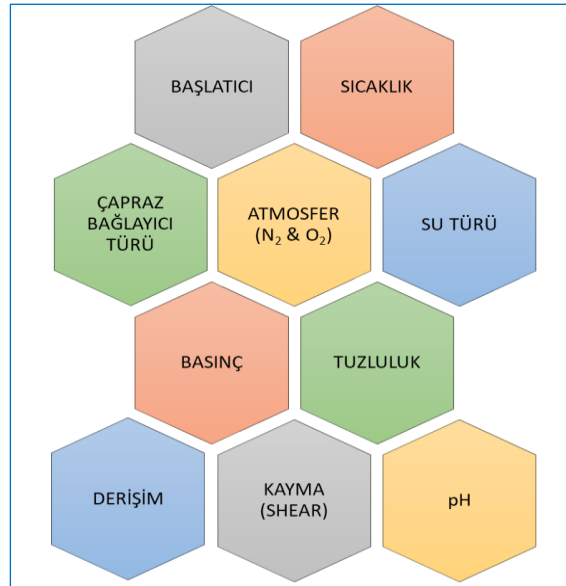 BAŞLATICI
SICAKLIK
ÇAPRAZ
BAĞLAYICI
TÜRÜ
ATMOSFER
(N₂ & O₂)
SU TÜRÜ
BASINÇ
TUZLULUK
DERİŞİM
KAYMA
(SHEAR)
pH